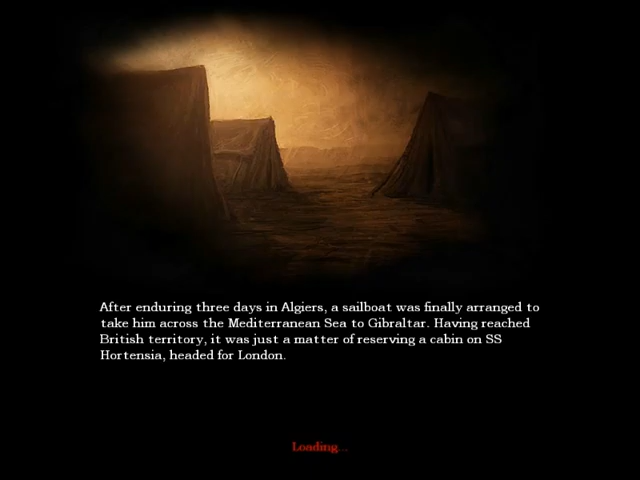 After enduring three days in Algiers, a sailboat was finally arranged to
take him across the Mediterranean Sea to Gibraltar. Having reached
British territory, it was just a matter of reserving a cabin on SS
Hortensia, headed for London.
Loading...